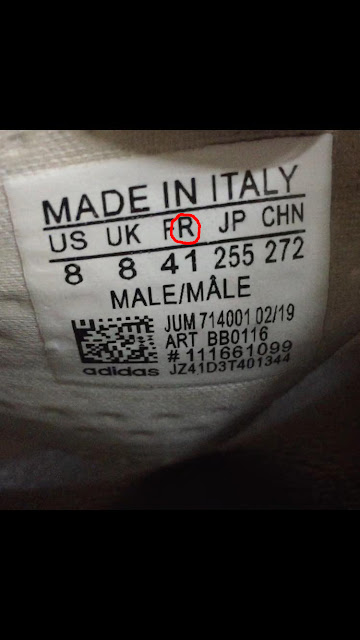 MADE IN ITALY
US UK FR JP CHN
8 8 41 255 272
MALE/MÂLE
JUM 714001 02/19
ART BB0116
# 111661099
adidas JZ41D3T401344